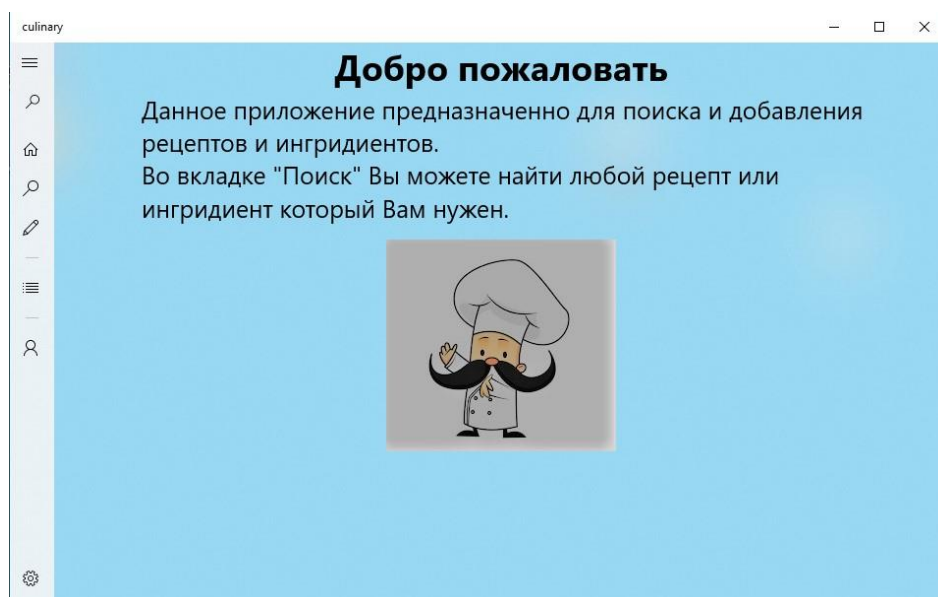 culinary
Добро пожаловать
Данное приложение предназначенно для поиска и добавления
рецептов и ингридиентов.
Во вкладке "Поиск" Вы можете найти любой рецепт или
ингридиент который Вам нужен.